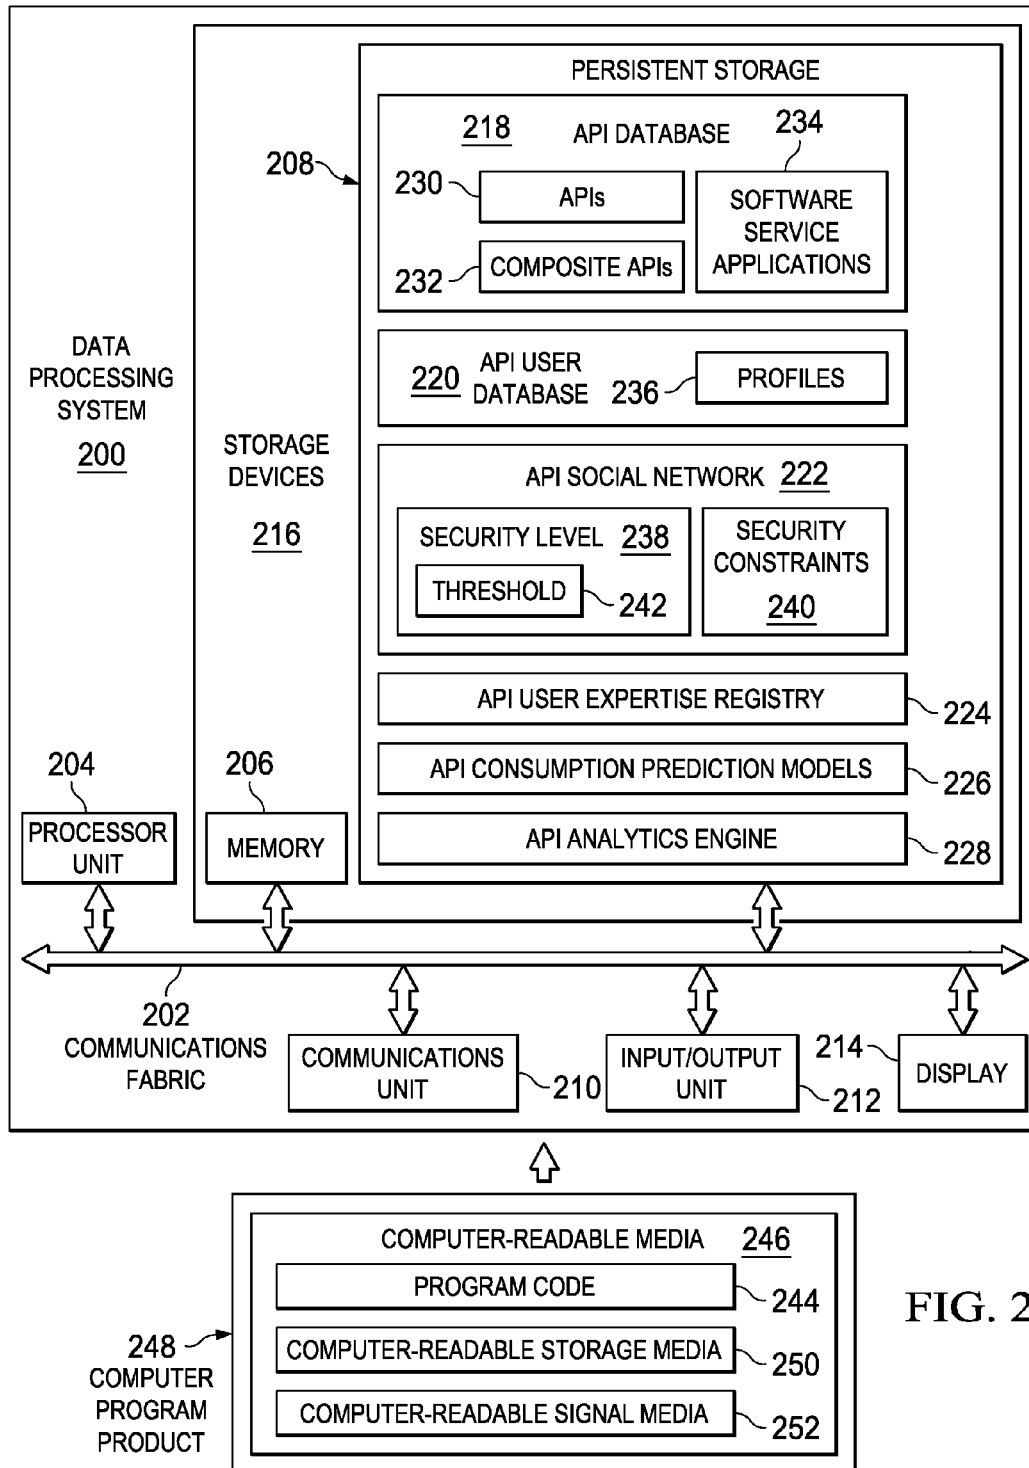 PERSISTENT STORAGE
218
API DATABASE
234
208
230
APIs
SOFTWARE
SERVICE
APPLICATIONS
232
COMPOSITE APIs
DATA
PROCESSING
SYSTEM
200
220
API USER
DATABASE
236
PROFILES
STORAGE
DEVICES
216
API SOCIAL NETWORK 222
SECURITY LEVEL 238
THRESHOLD
242
SECURITY
CONSTRAINTS
240
API USER EXPERTISE REGISTRY
224
API CONSUMPTION PREDICTION MODELS
226
API ANALYTICS ENGINE
228
204
PROCESSOR
UNIT
206
MEMORY
202
COMMUNICATIONS
FABRIC
COMMUNICATIONS
UNIT
210
INPUT/OUTPUT
UNIT
212
214
DISPLAY
COMPUTER-READABLE MEDIA 246
PROGRAM CODE
244
COMPUTER-READABLE STORAGE MEDIA
250
COMPUTER-READABLE SIGNAL MEDIA
252
248
COMPUTER
PROGRAM
PRODUCT
FIG. 2